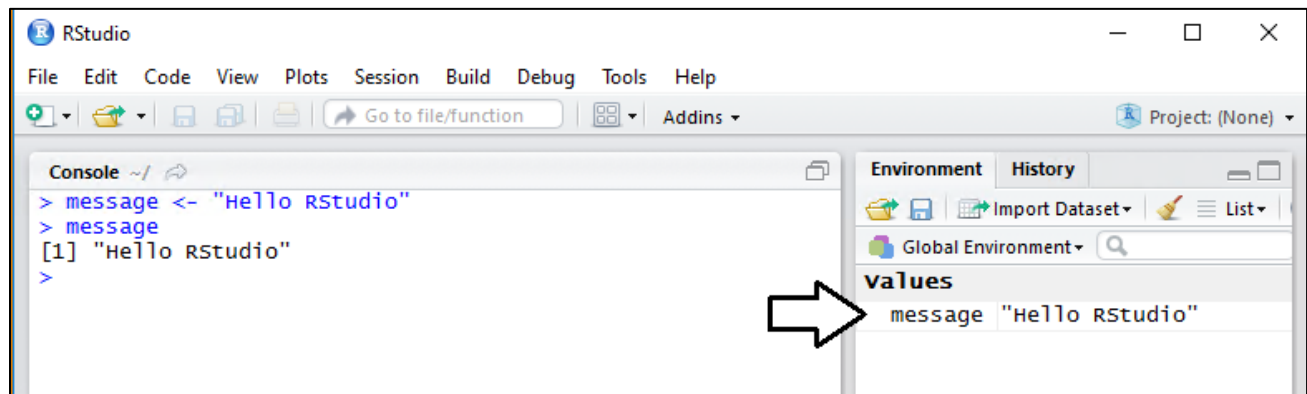 RStudio
File Edit Code View Plots Session Build Debug Tools Help
Go to file/function Addins Project: (None)
Console ~/
> message <- "Hello RStudio"
> message
[1] "Hello RStudio"
>
Environment History
Import Dataset List
Global Environment
Values
message "Hello RStudio"